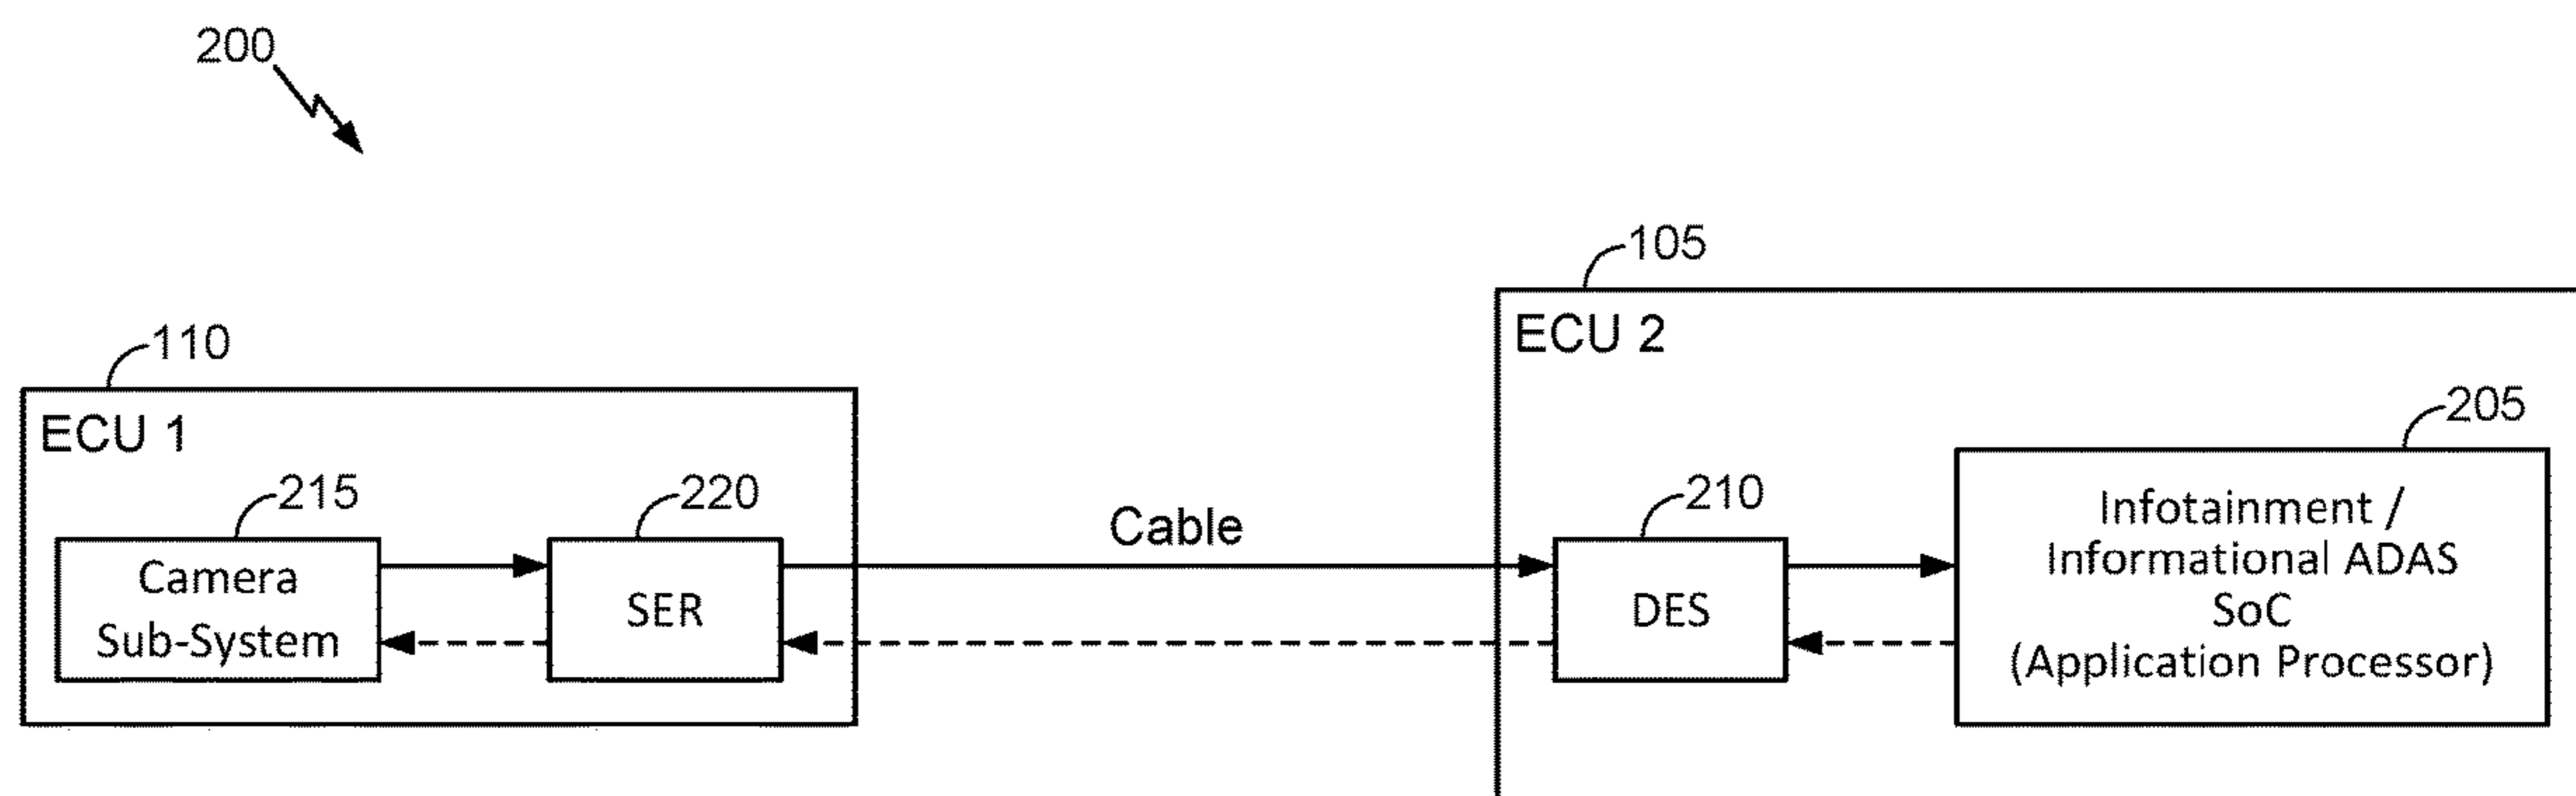 200
105
ECU 2
110
ECU 1
205
215
220
210
Cable
Camera
Sub-System
SER
DES
Infotainment /
Informational ADAS
SoC
(Application Processor)